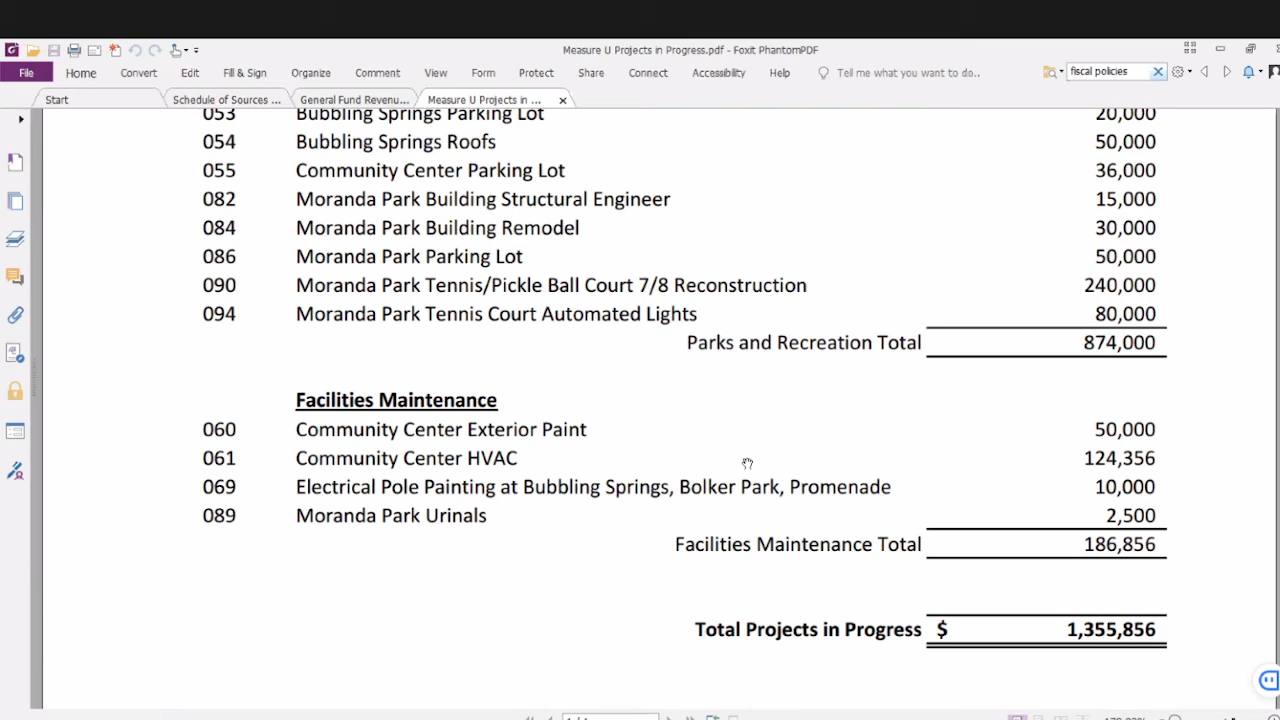 Measure U Projects in Progress.pdf - Foxit PhantomPDF
File Home Convert Edit Fill & Sign Organize Comment View Form Protect Share Connect Accessibility Help Tell me what you want to do.. fiscal policies
Start Schedule of Sources ... General Fund Revenu... Measure U Projects in ...
053 Bubbling Springs Parking Lot 20,000
054 Bubbling Springs Roofs 50,000
055 Community Center Parking Lot 36,000
082 Moranda Park Building Structural Engineer 15,000
084 Moranda Park Building Remodel 30,000
086 Moranda Park Parking Lot 50,000
090 Moranda Park Tennis/Pickle Ball Court 7/8 Reconstruction 240,000
094 Moranda Park Tennis Court Automated Lights 80,000
Parks and Recreation Total 874,000
Facilities Maintenance
060 Community Center Exterior Paint 50,000
061 Community Center HVAC 124,356
069 Electrical Pole Painting at Bubbling Springs, Bolker Park, Promenade 10,000
089 Moranda Park Urinals 2,500
Facilities Maintenance Total 186,856
Total Projects in Progress $ 1,355,856